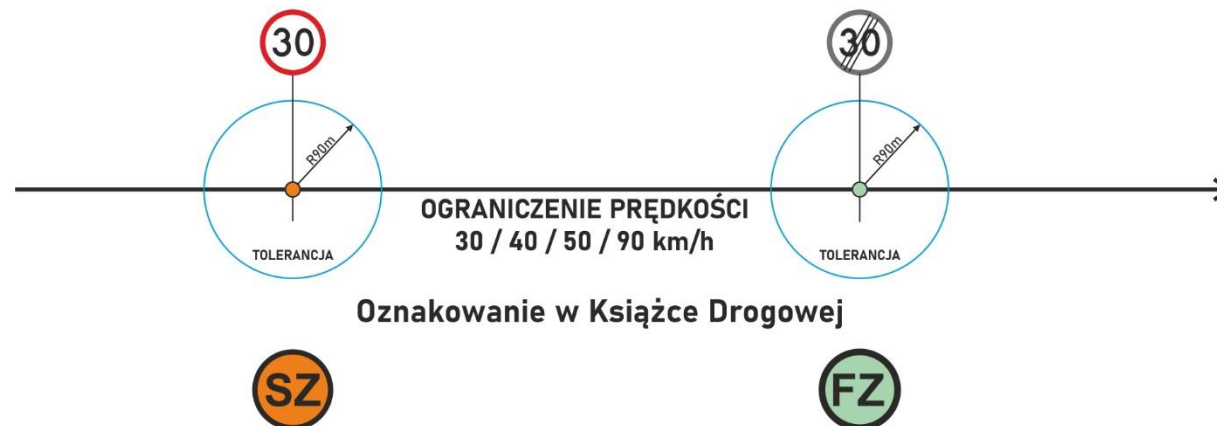 30
30
R90m
R90m
OGRANICZENIE PRĘDKOŚCI
30 / 40 / 50 / 90 km/h
TOLERANCJA
TOLERANCJA
Oznakowanie w Książce Drogowej
SZ
FZ